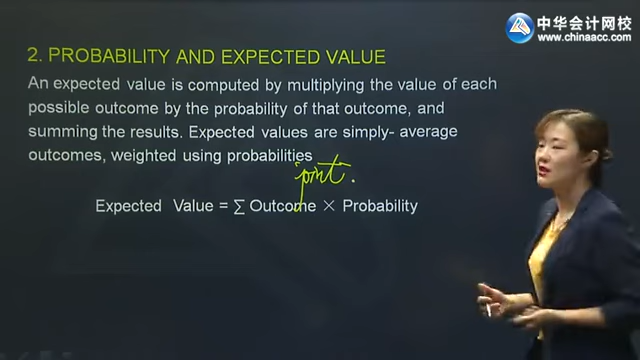 中华会计网校
www.chinaacc.com
2. PROBABILITY AND EXPECTED VALUE
An expected value is computed by multiplying the value of each
possible outcome by the probability of that outcome, and
summing the results. Expected values are simply- average
outcomes, weighted using probabilities
joint.
Expected Value = ∑ Outcome × Probability